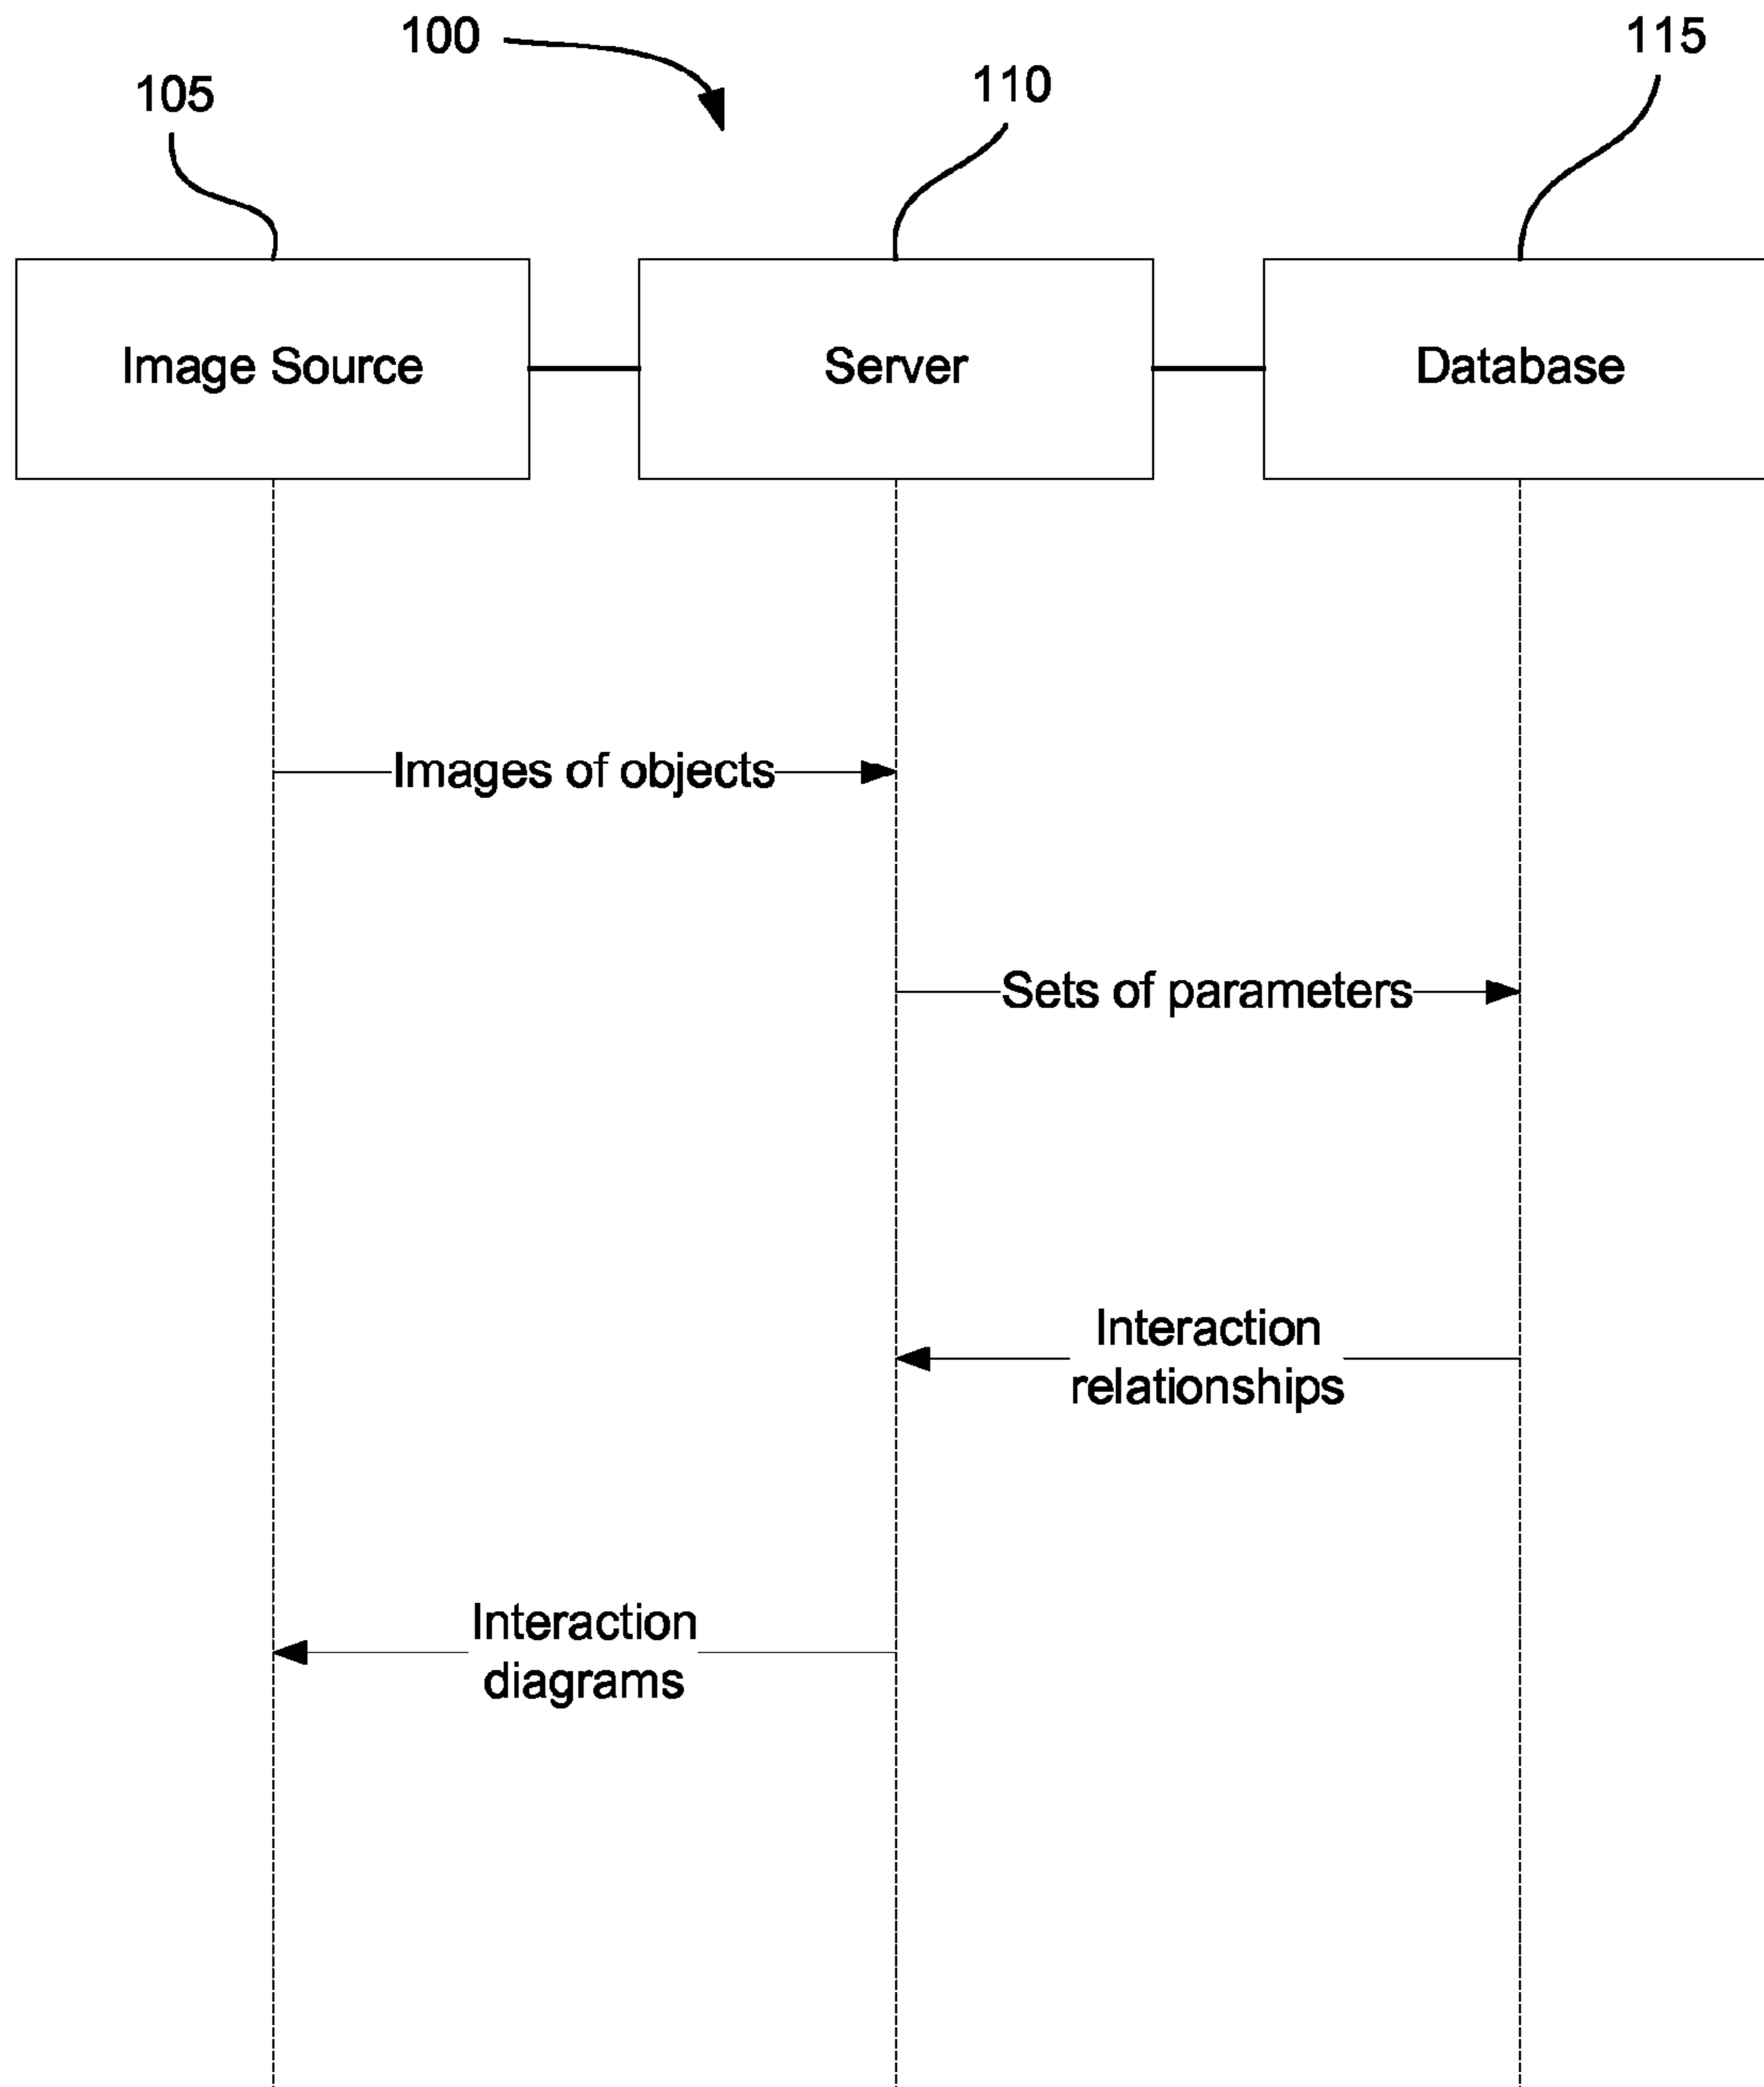 100
115
105
110
Image Source
Server
Database
Images of objects
Sets of parameters
Interaction
relationships
Interaction
diagrams